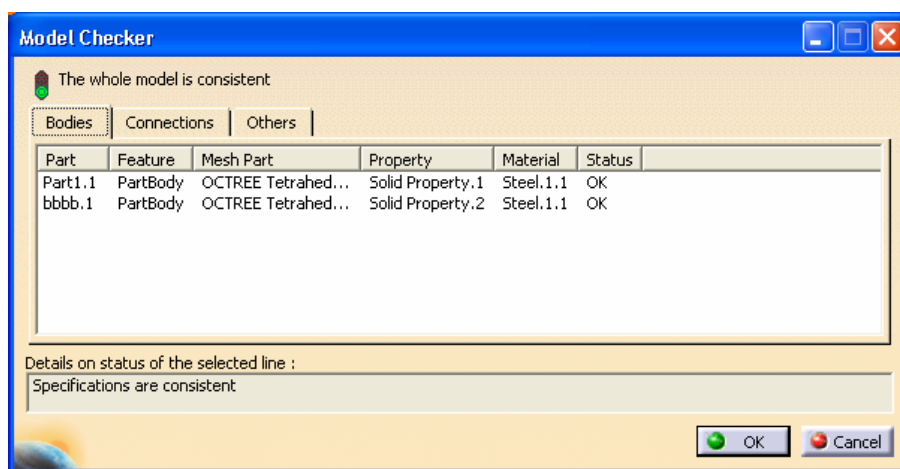 Model Checker
The whole model is consistent
Bodies Connections Others
Part Feature Mesh Part Property Material Status
Part1.1 PartBody OCTREE Tetrahed... Solid Property.1 Steel.1.1 OK
bbbb.1 PartBody OCTREE Tetrahed... Solid Property.2 Steel.1.1 OK
Details on status of the selected line :
Specifications are consistent
OK Cancel